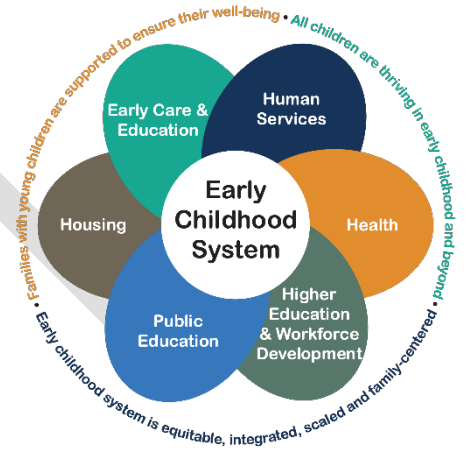 Families with young children are supported to ensure their well-being •
All children are thriving in early childhood and beyond •
Early childhood system is equitable, integrated, scaled and family-centered •
Early Care &
Education
Human
Services
Housing
Early
Childhood
System
Health
Public
Education
Higher
Education
& Workforce
Development